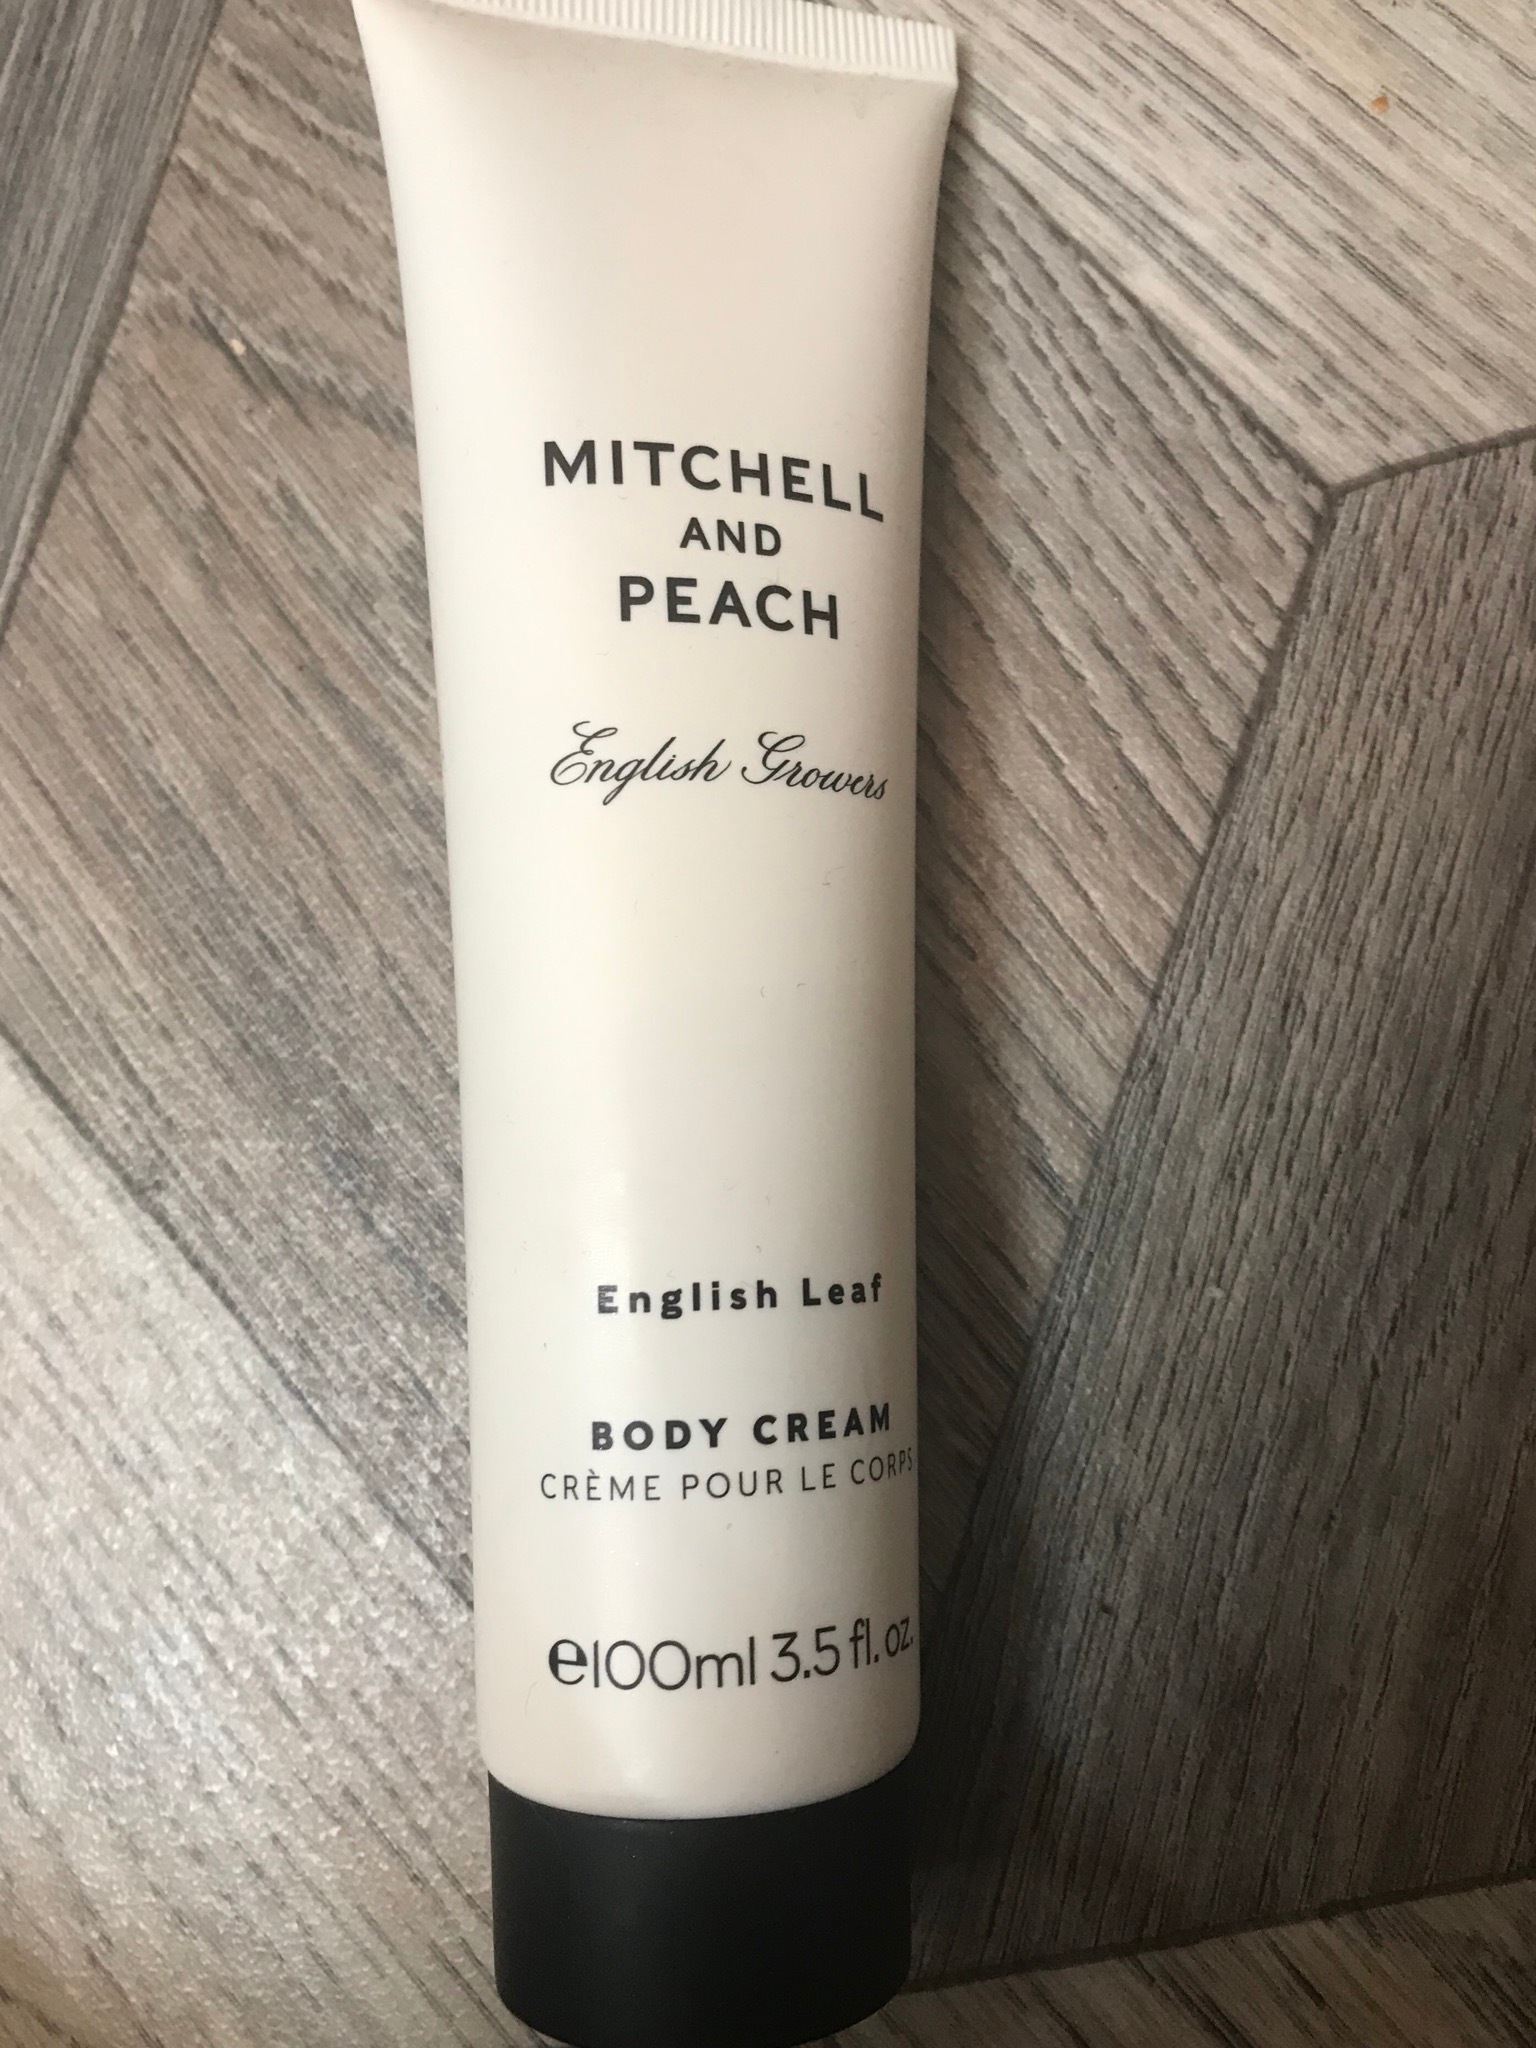 MITCHELL
AND
PEACH
English Growers
English Leaf
BODY CREAM
CRÈME POUR LE CORPS
℮100ml 3.5 fl. oz.